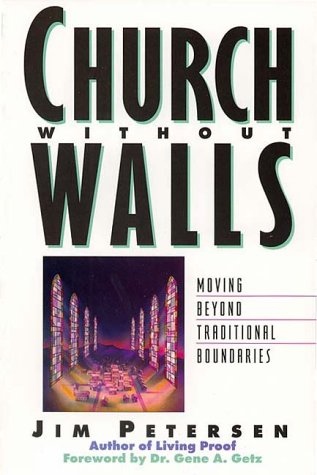 CHURCH
WITHOUT
WALLS
MOVING
BEYOND
TRADITIONAL
BOUNDARIES
JIM PETERSEN
Author of Living Proof
Foreword by Dr. Gene A. Getz